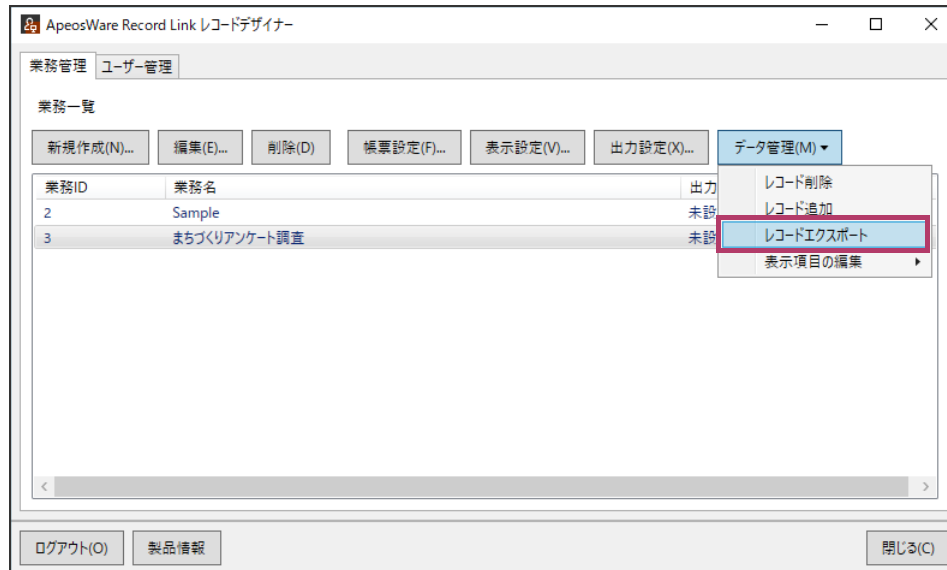 ApeosWare Record Link レコードデザイナー
業務管理 ユーザー管理
業務一覧
新規作成(N)... 編集(E)... 削除(D) 帳票設定(F)... 表示設定(V)... 出力設定(X)... データ管理(M)
業務ID 業務名 出力
レコード削除
2 Sample 未設
レコード追加
3 まちづくりアンケート調査 未設
レコードエクスポート
表示項目の編集
ログアウト(O) 製品情報 閉じる(C)